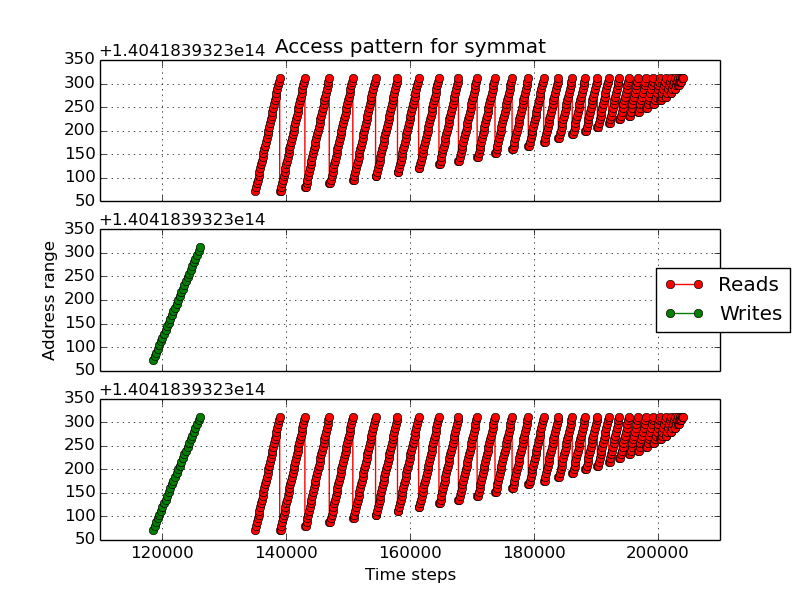 Access pattern for symmat
+1.4041839323e14
350
300
250
200
150
100
50
+1.4041839323e14
350
300
250
200
150
100
50
Address range
Reads
Writes
+1.4041839323e14
350
300
250
200
150
100
50
120000 140000 160000 180000 200000
Time steps